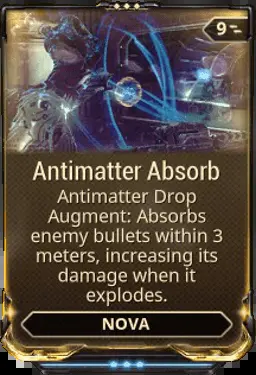 9
Antimatter Absorb
Antimatter Drop
Augment: Absorbs
enemy bullets within 3
meters, increasing its
damage when it
explodes.
NOVA